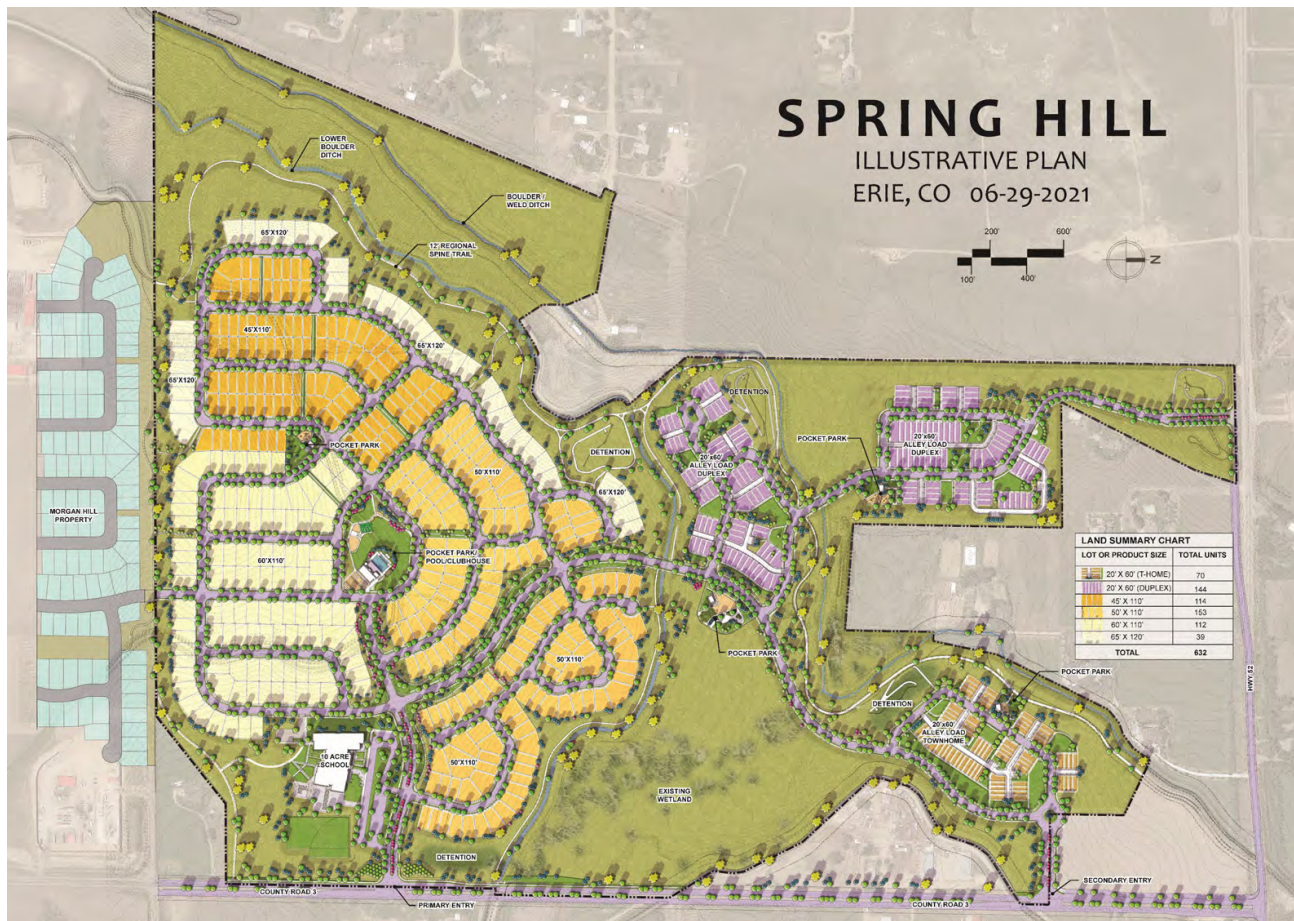 SPRING HILL
ILLUSTRATIVE PLAN
ERIE, CO 06-29-2021
200'
600'
100'
400'
N
LOWER
BOULDER
DITCH
BOULDER /
WELD DITCH
12' REGIONAL
SPINE TRAIL
65'X120'
45'X110'
65'X120'
65'X120'
POCKET PARK
50'X110'
DETENTION
65'X120'
DETENTION
20'x60'
ALLEY LOAD
DUPLEX
POCKET PARK
20'x60'
ALLEY LOAD
DUPLEX
MORGAN HILL
PROPERTY
60'X110'
POCKET PARK/
POOL/CLUBHOUSE
LAND SUMMARY CHART
LOT OR PRODUCT SIZE TOTAL UNITS
20' X 60' (T-HOME) 70
20' X 60' (DUPLEX) 144
45' X 110' 114
50' X 110' 153
60' X 110' 112
65' X 120' 39
TOTAL 632
POCKET PARK
50'X110'
POCKET PARK
HWY 52
DETENTION
20'x60'
ALLEY LOAD
TOWNHOME
10 ACRE
SCHOOL
50'X110'
EXISTING
WETLAND
DETENTION
SECONDARY ENTRY
COUNTY ROAD 3
PRIMARY ENTRY
COUNTY ROAD 3